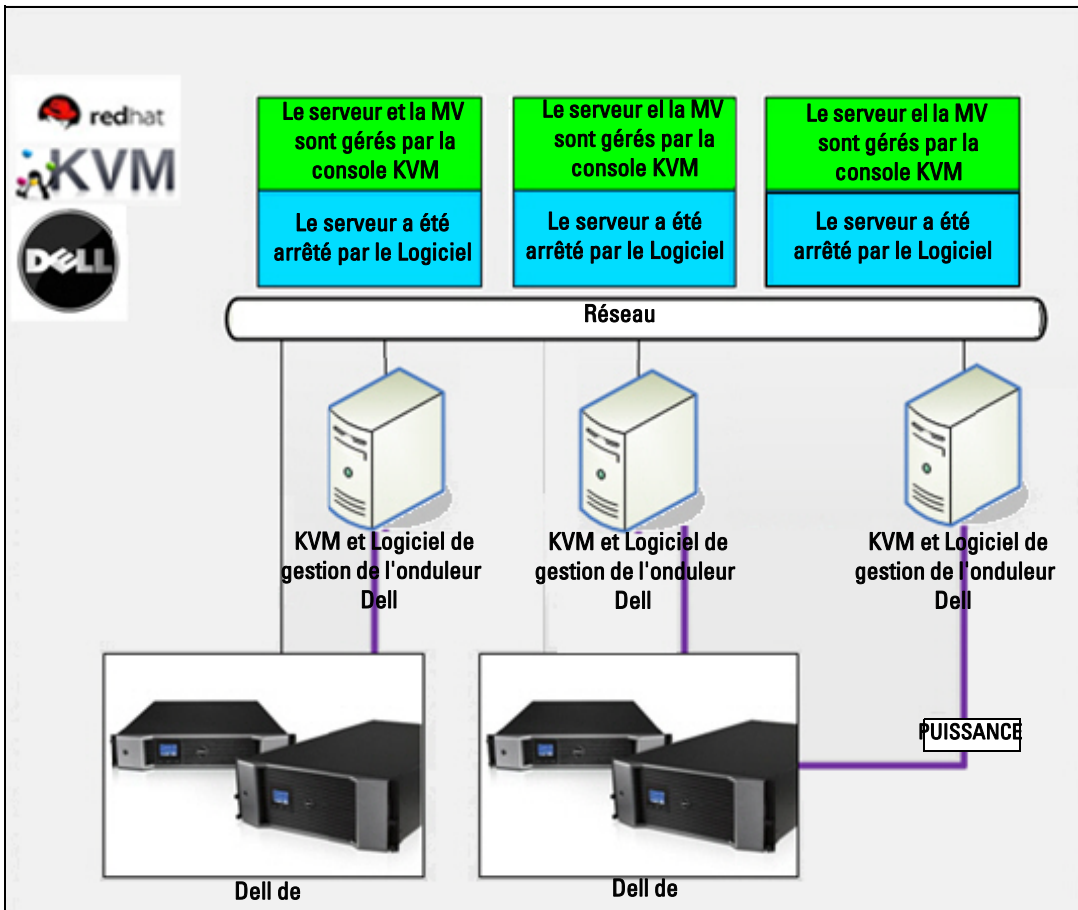 redhat
KVM
DELL
Le serveur et la MV
sont gérés par la
console KVM
Le serveur el la MV
sont gérés par la
console KVM
Le serveur el la MV
sont gérés par la
console KVM
Le serveur a été
arrêté par le Logiciel
Le serveur a été
arrêté par le Logiciel
Le serveur a été
arrêté par le Logiciel
Réseau
KVM et Logiciel de
gestion de l'onduleur
Dell
KVM et Logiciel de
gestion de l'onduleur
Dell
KVM et Logiciel de
gestion de l'onduleur
Dell
PUISSANCE
Dell de
Dell de